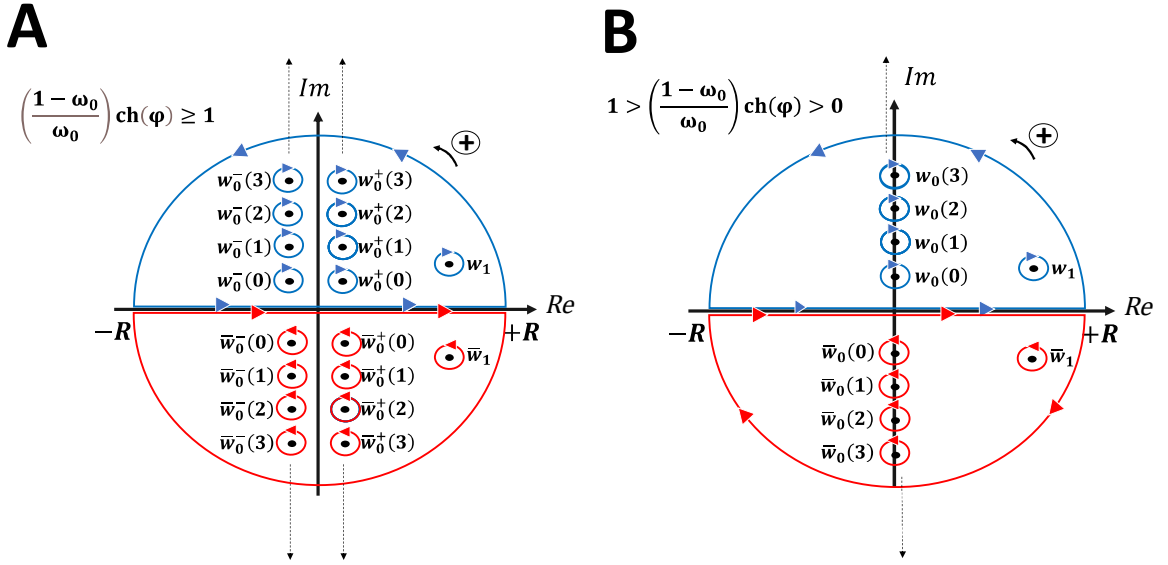 A
B
Im
Im
(1 − ω₀ / ω₀) ch(φ) ≥ 1
1 > (1 − ω₀ / ω₀) ch(φ) > 0
+
+
w₀⁻(3) w₀⁺(3)
w₀⁻(2) w₀⁺(2)
w₀⁻(1) w₀⁺(1)
w₁
w₀⁻(0) w₀⁺(0)
w₀(3)
w₀(2)
w₀(1)
w₁
w₀(0)
−R +R Re
−R +R Re
w̅₀⁻(0) w̅₀⁺(0)
w̅₁
w̅₀⁻(1) w̅₀⁺(1)
w̅₀⁻(2) w̅₀⁺(2)
w̅₀⁻(3) w̅₀⁺(3)
w̅₀(0)
w̅₁
w̅₀(1)
w̅₀(2)
w̅₀(3)